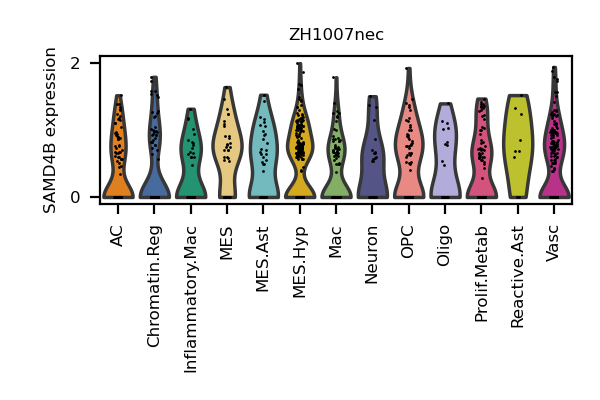 ZH1007nec
SAMD4B expression
2
0
AC
Chromatin.Reg
Inflammatory.Mac
MES
MES.Ast
MES.Hyp
Mac
Neuron
OPC
Oligo
Prolif.Metab
Reactive.Ast
Vasc